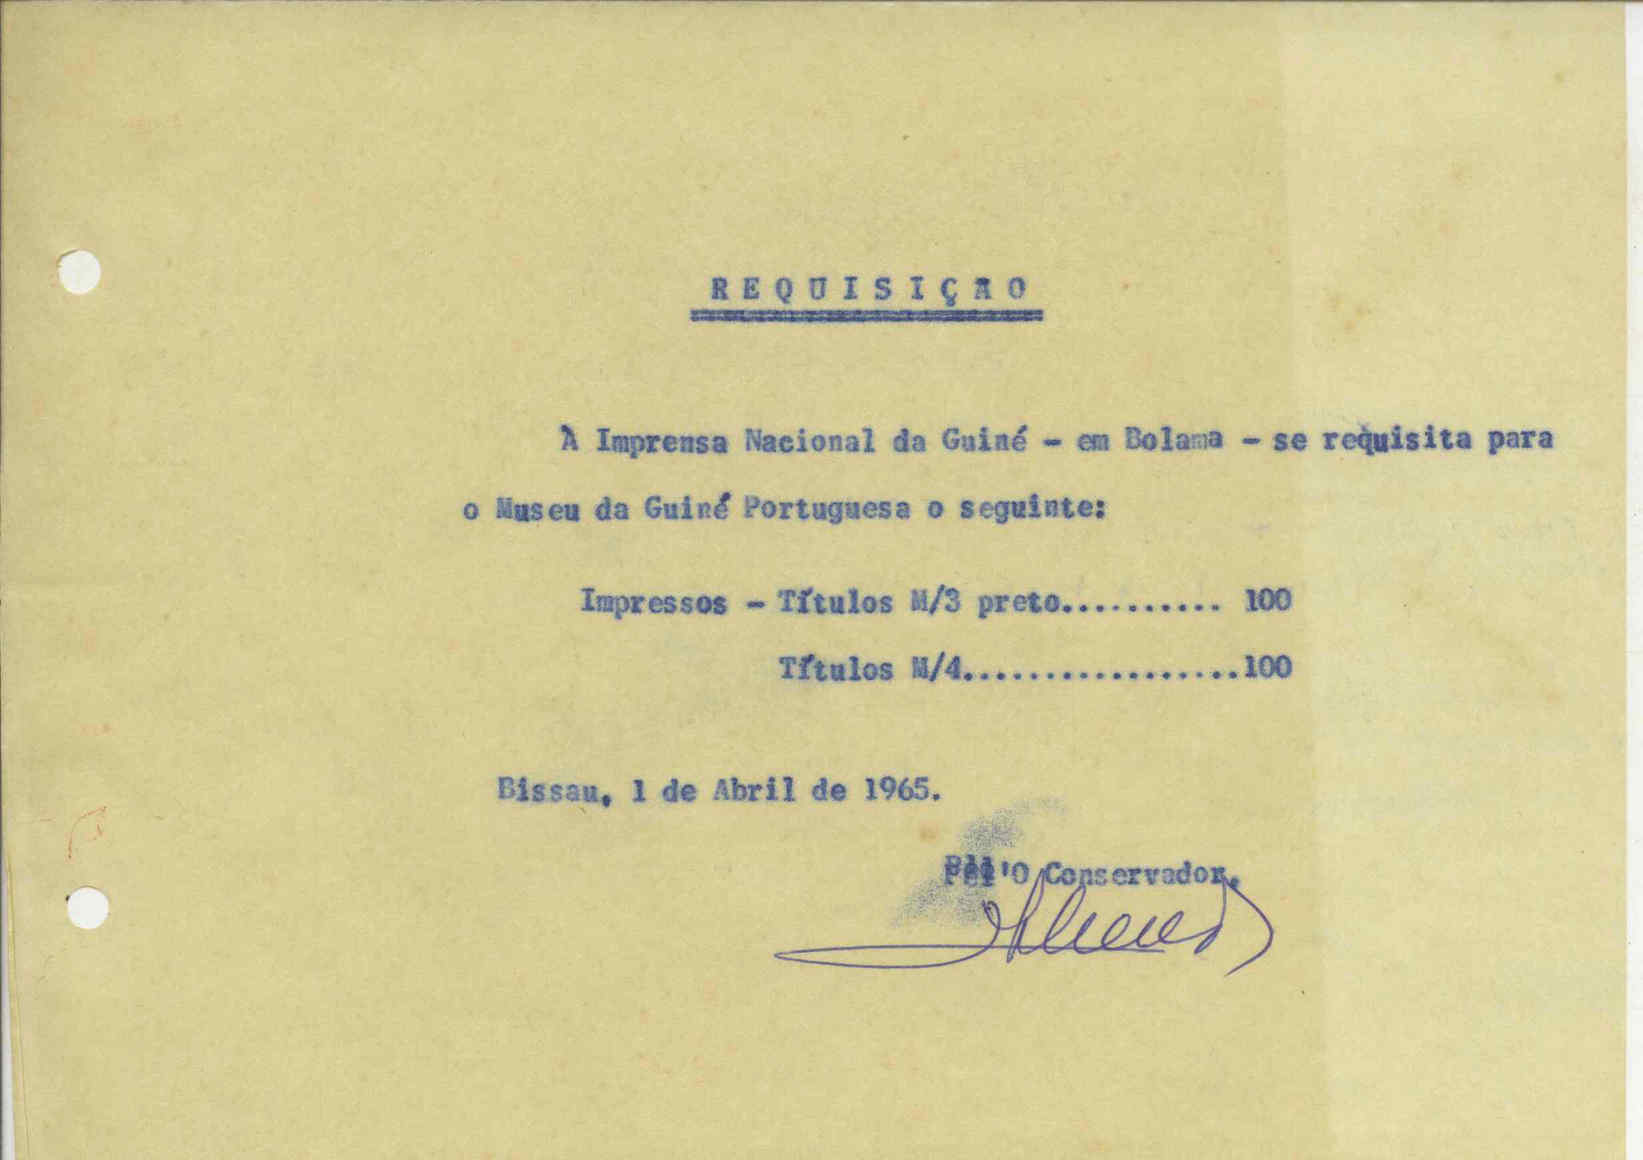 REQUISIÇÃO
À Imprensa Nacional da Guiné - em Bolama - se requisita para
o Museu da Guiné Portuguesa o seguinte:
Impressos - Títulos M/3 preto.......... 100
Títulos M/4.................100
Bissau, 1 de Abril de 1965.
Pel'O Conservador,